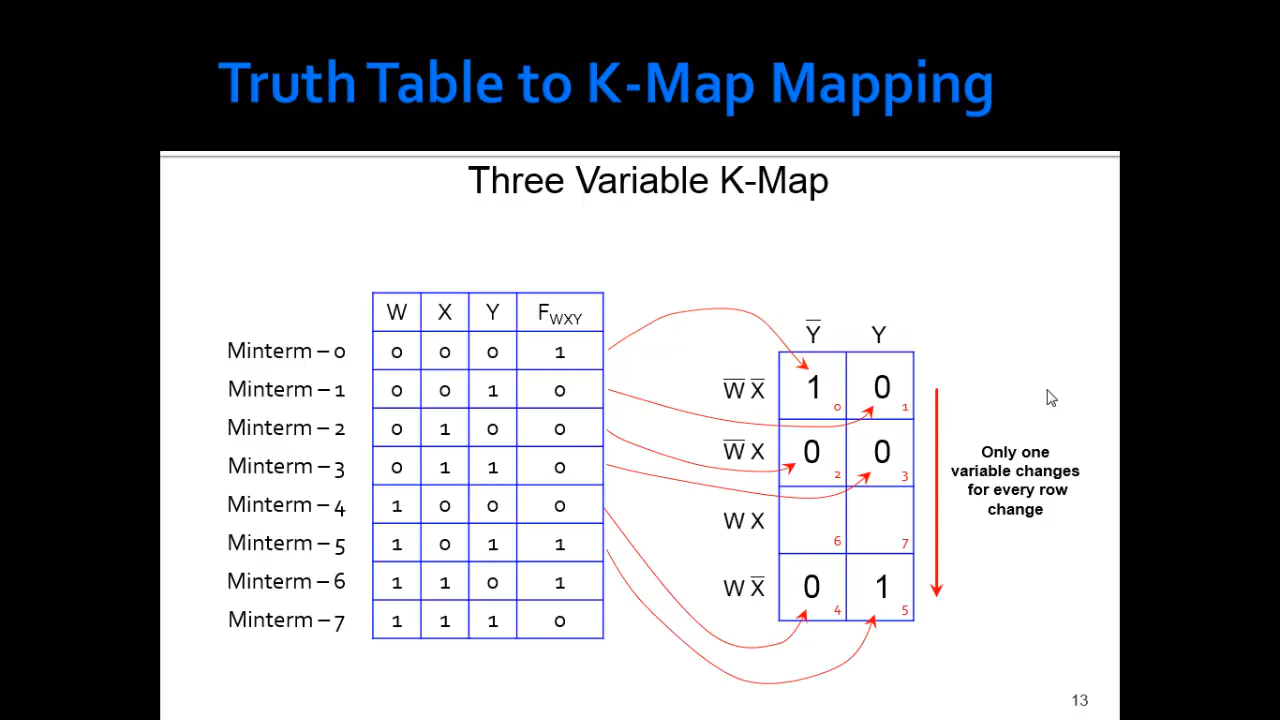 Truth Table to K-Map Mapping
Three Variable K-Map
W X Y F_WXY
Minterm – 0 0 0 0 1
Minterm – 1 0 0 1 0
Minterm – 2 0 1 0 0
Minterm – 3 0 1 1 0
Minterm – 4 1 0 0 0
Minterm – 5 1 0 1 1
Minterm – 6 1 1 0 1
Minterm – 7 1 1 1 0
Y̅ Y
W̅ X̅ 1 0 0 1
W̅ X 0 2 0 3
W X 6 7
W X̅ 0 4 1 5
Only one
variable changes
for every row
change
13